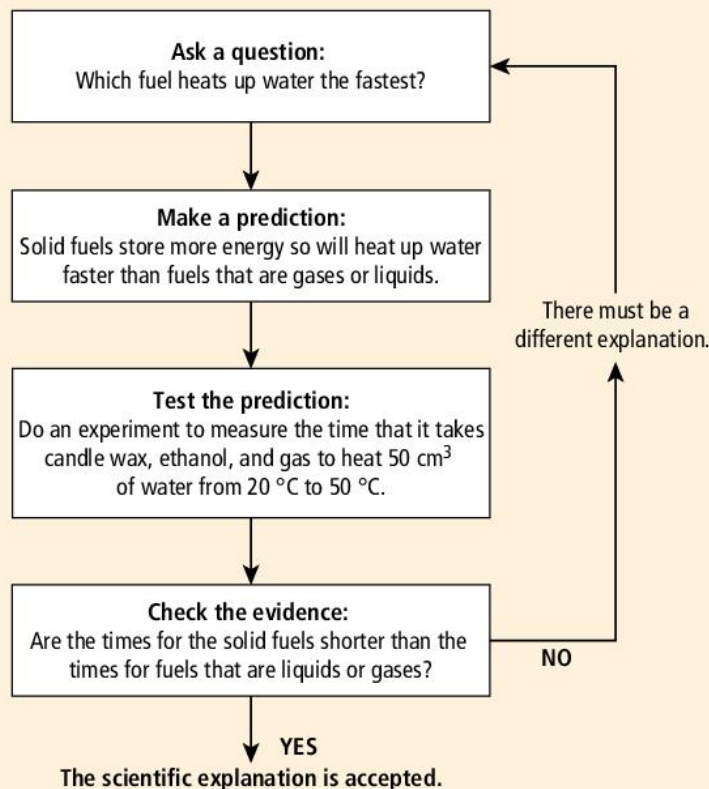 Ask a question:
Which fuel heats up water the fastest?
Make a prediction:
Solid fuels store more energy so will heat up water
faster than fuels that are gases or liquids.
There must be a
different explanation.
Test the prediction:
Do an experiment to measure the time that it takes
candle wax, ethanol, and gas to heat 50 cm³
of water from 20 °C to 50 °C.
Check the evidence:
Are the times for the solid fuels shorter than the
times for fuels that are liquids or gases?
NO
YES
The scientific explanation is accepted.